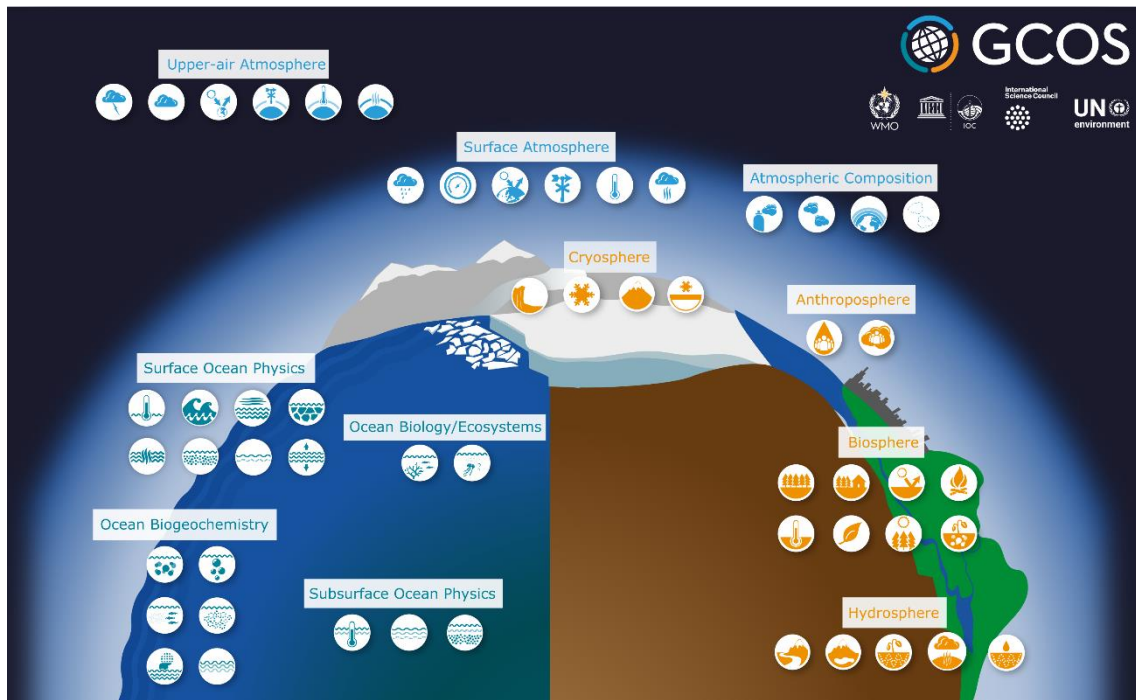 GCOS
Upper-air Atmosphere
International
Science Council
WMO
IOC
UN
environment
Surface Atmosphere
Atmospheric Composition
Cryosphere
Anthroposphere
Surface Ocean Physics
Ocean Biology/Ecosystems
Biosphere
Ocean Biogeochemistry
Subsurface Ocean Physics
Hydrosphere